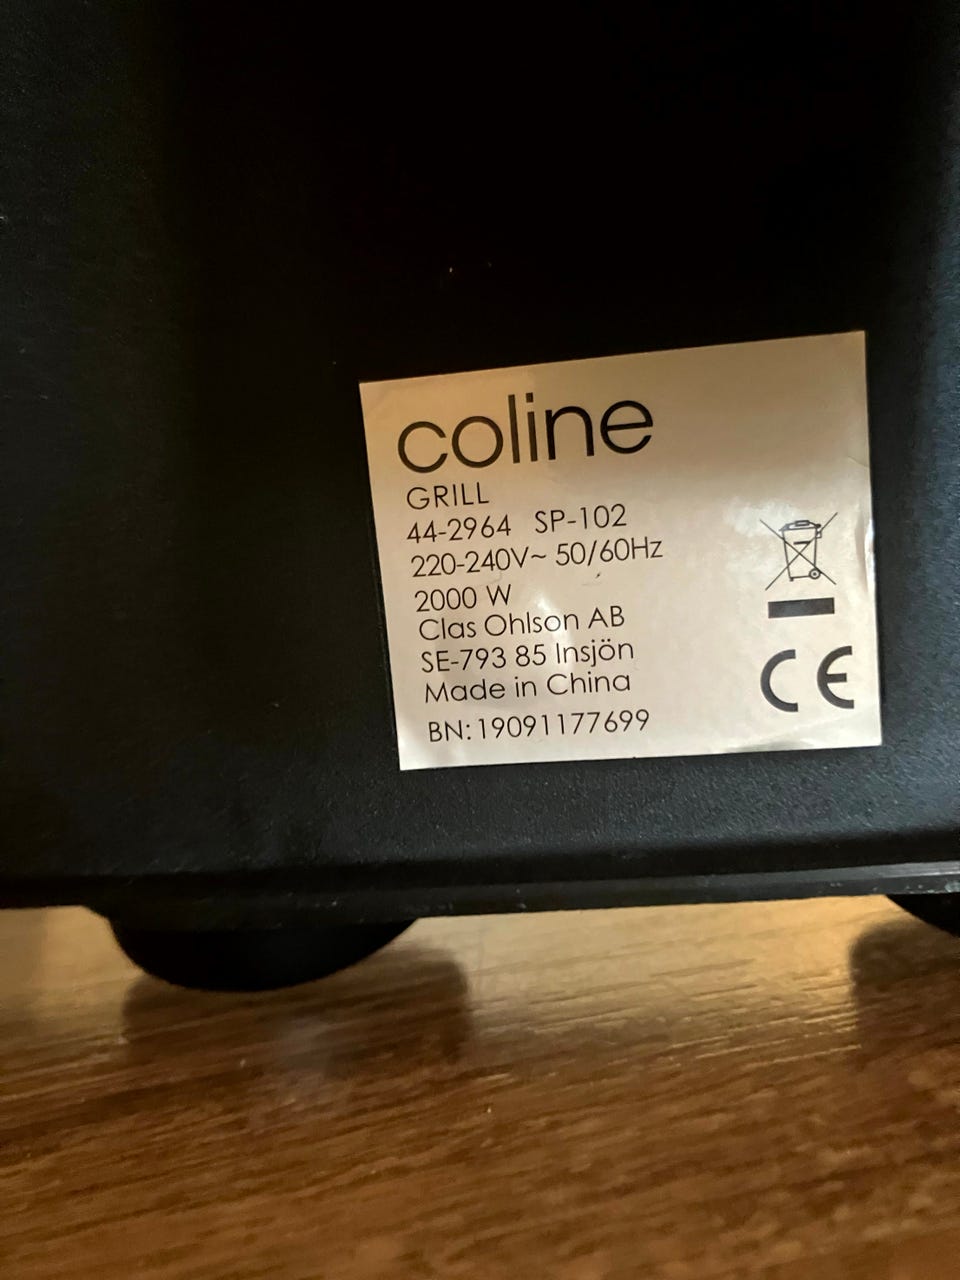 coline
GRILL
44-2964 SP-102
220-240V~ 50/60Hz
2000 W
Clas Ohlson AB
SE-793 85 Insjön
Made in China
BN: 19091177699
CE